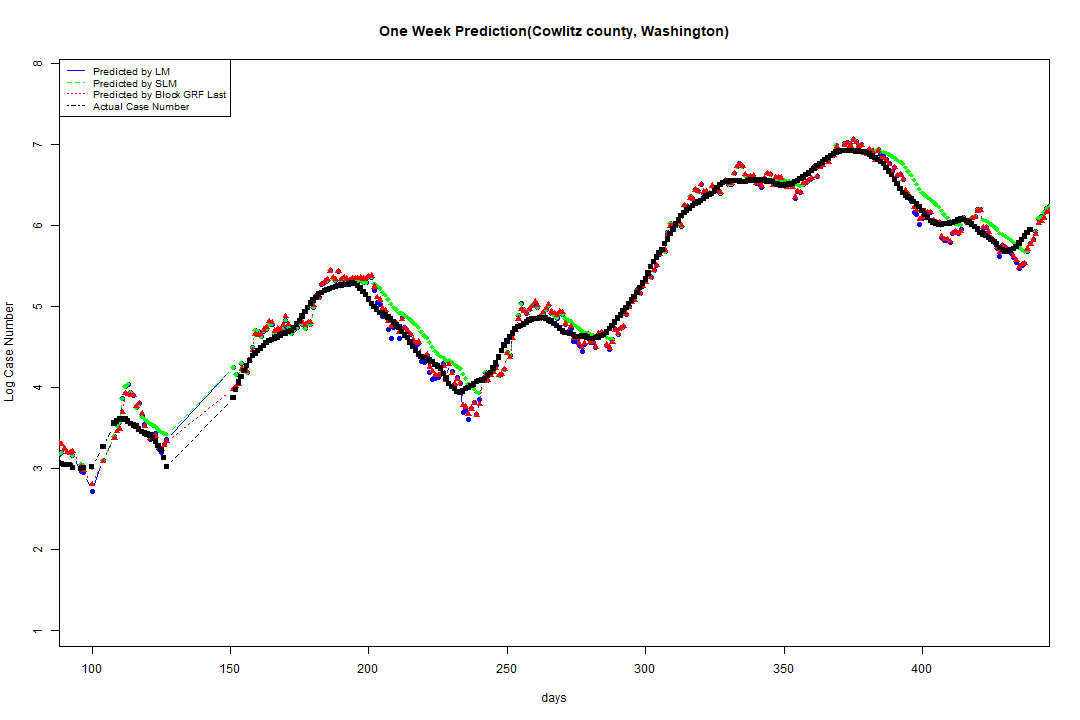 One Week Prediction(Cowlitz county, Washington)
Predicted by LM
Predicted by SLM
Predicted by Block GRF Last
Actual Case Number
Log Case Number
8
7
6
5
4
3
2
1
100 150 200 250 300 350 400
days